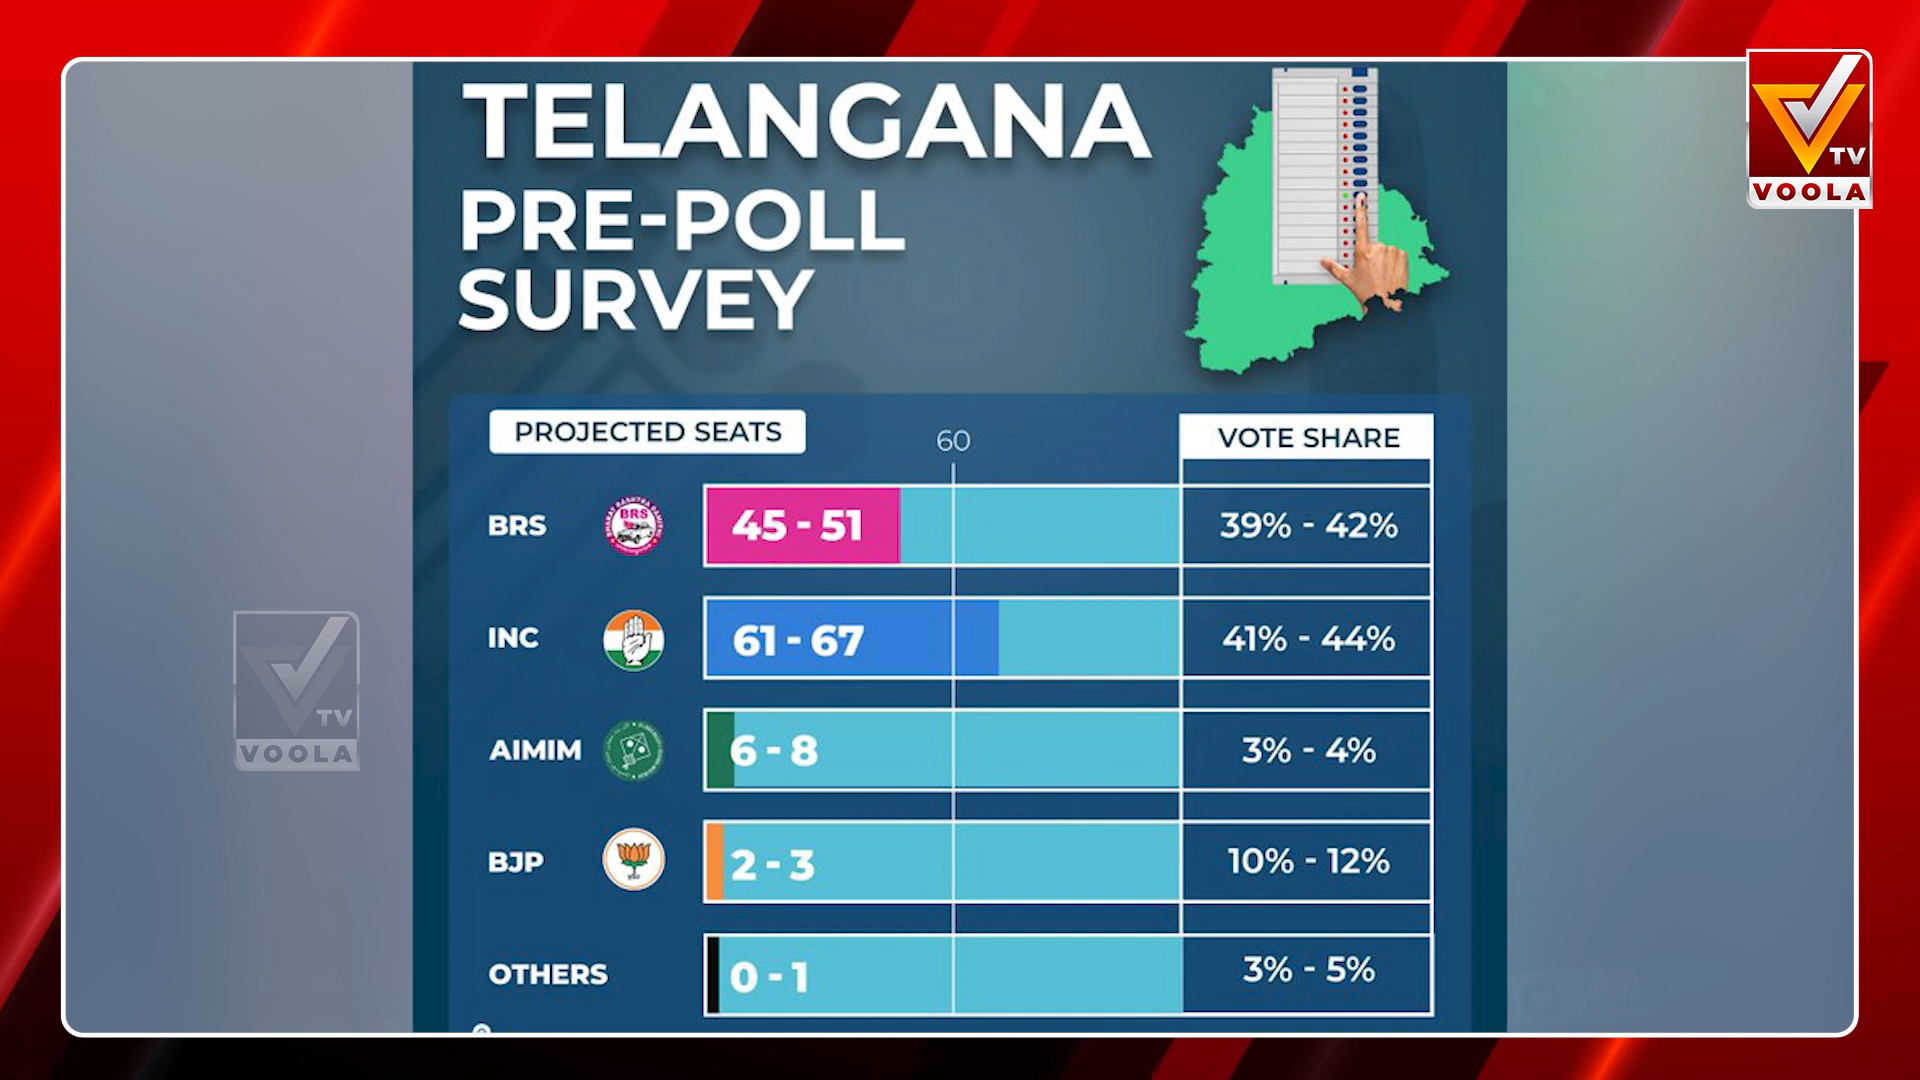 TELANGANA
PRE-POLL
SURVEY
TV
VOOLA
PROJECTED SEATS
60
VOTE SHARE
BRS
BRS
45 - 51
39% - 42%
INC
61 - 67
41% - 44%
AIMIM
6 - 8
3% - 4%
TV
VOOLA
BJP
2 - 3
10% - 12%
OTHERS
0 - 1
3% - 5%